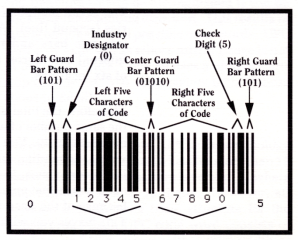 Industry
Designator
(0)
Check
Digit (5)
Left Guard
Bar Pattern
(101)
Center Guard
Bar Pattern
(01010)
Right Guard
Bar Pattern
(101)
Left Five
Characters
of Code
Right Five
Characters
of Code
0 1 2 3 4 5 6 7 8 9 0 5